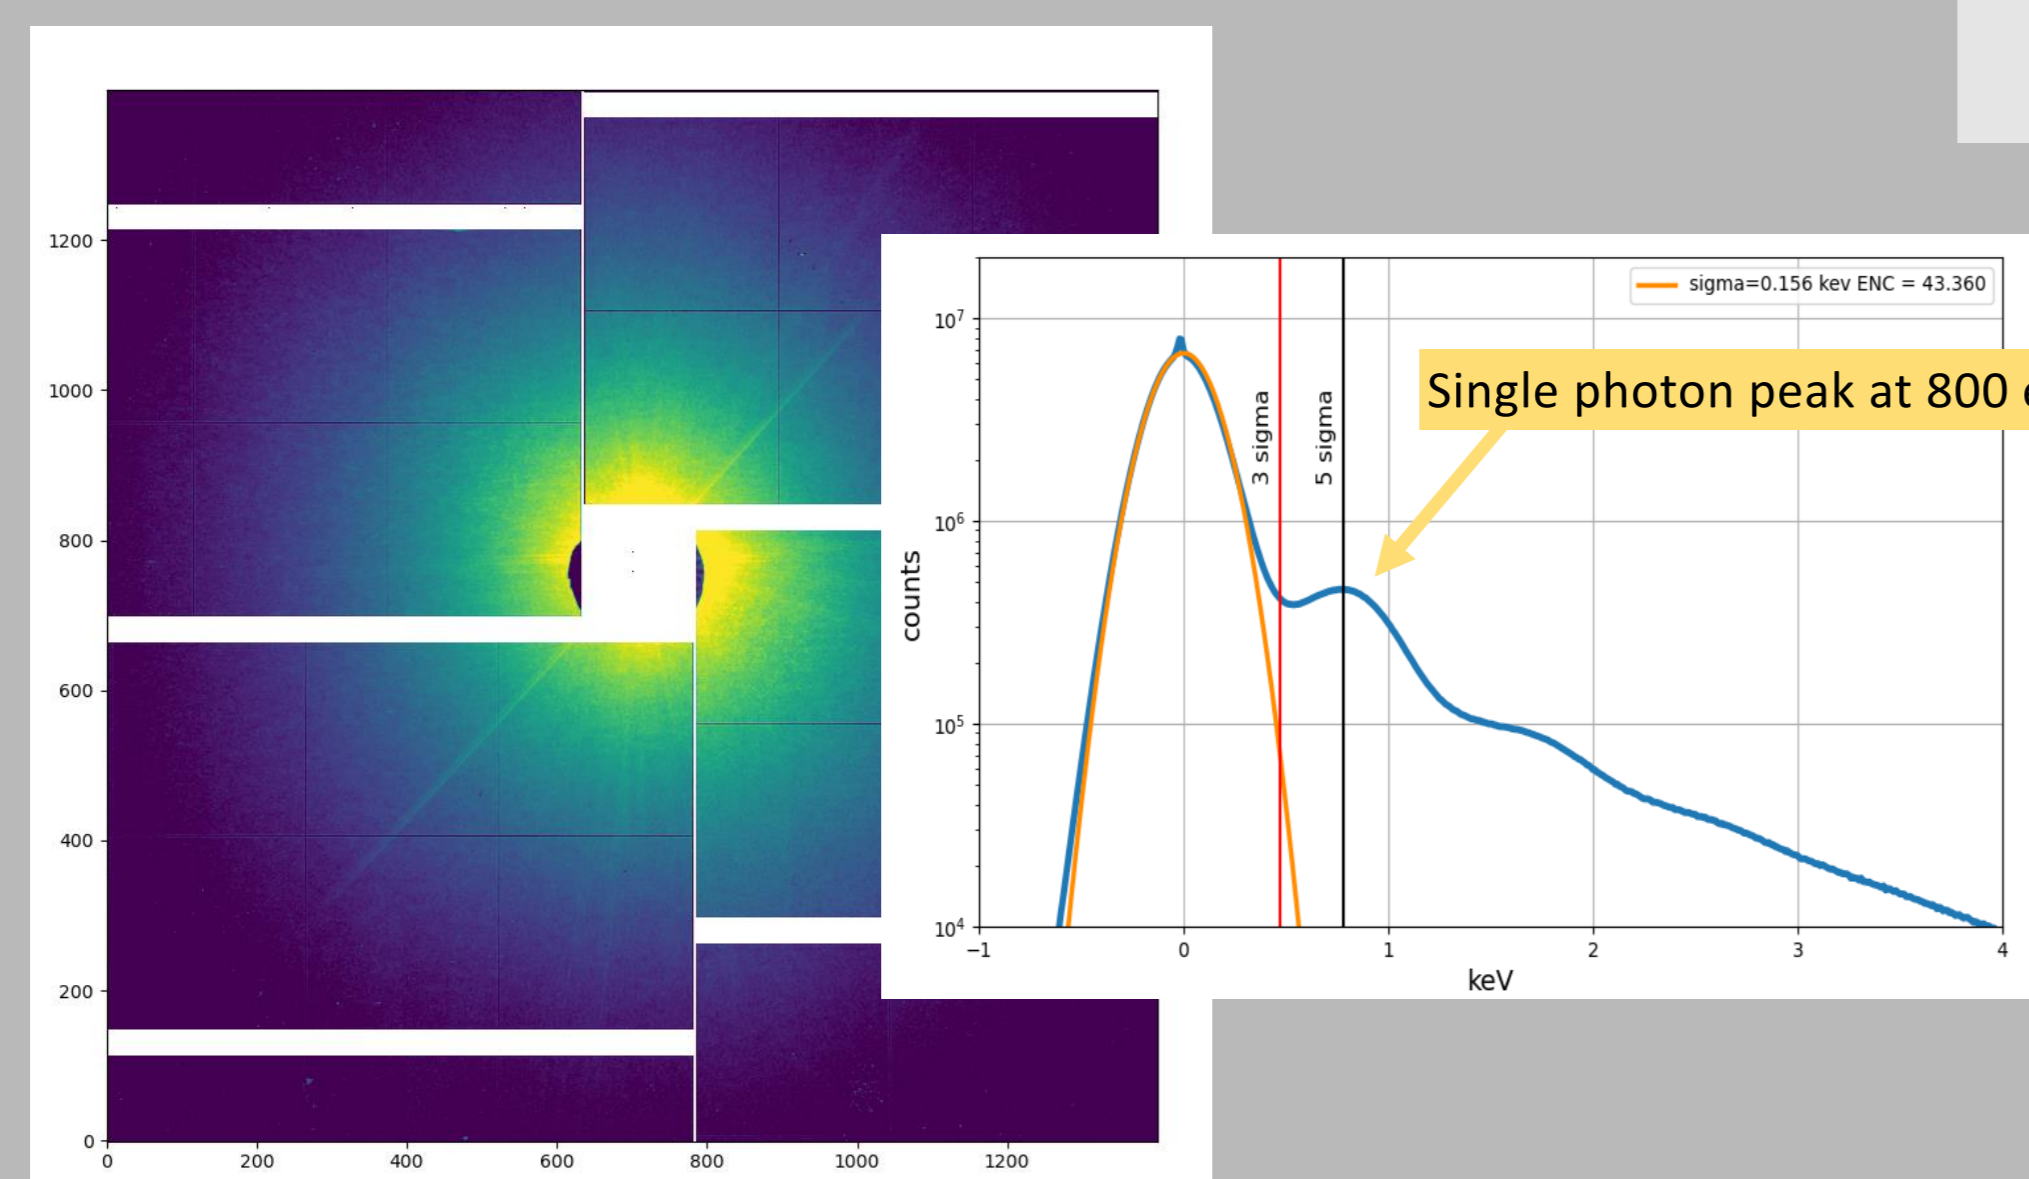 1200
1000
800
600
400
200
0
0 200 400 600 800 1000 1200
sigma=0.156 kev ENC = 43.360
Single photon peak at 800
3 sigma
5 sigma
counts
10^7
10^6
10^5
10^4
−1 0 1 2 3 4
keV